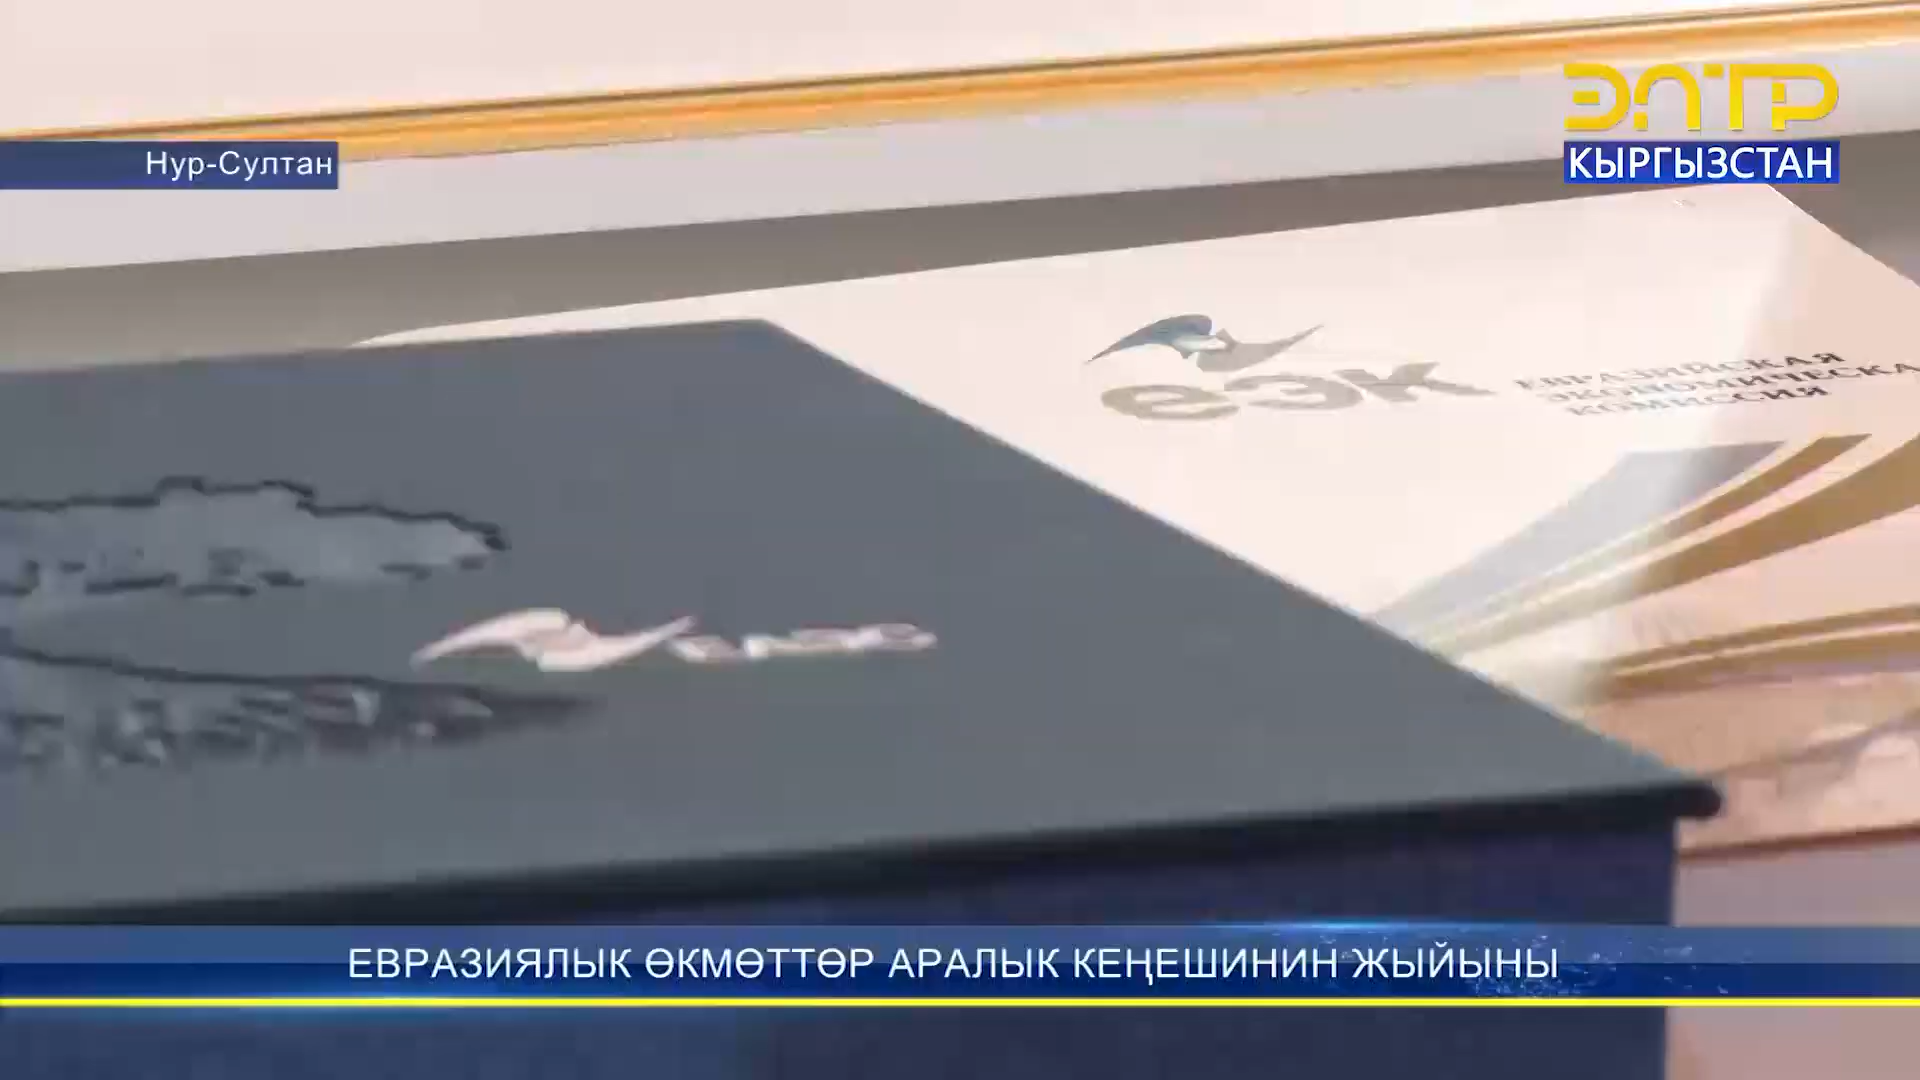 ЭЛТР
КЫРГЫЗСТАН
Нур-Султан
еэк
ЕВРАЗИЙСКАЯ
ЭКОНОМИЧЕСКА
КОМИССИЯ
ЕВРАЗИЯЛЫК ӨКМӨТТӨР АРАЛЫК КЕҢЕШИНИН ЖЫЙЫНЫ